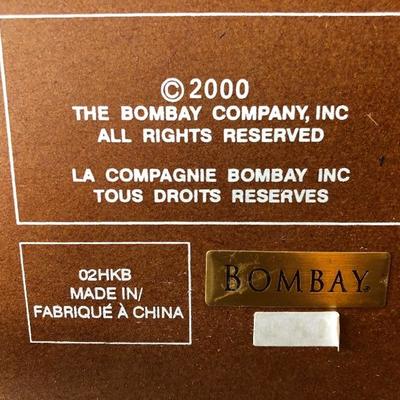 ©2000
THE BOMBAY COMPANY, INC
ALL RIGHTS RESERVED
LA COMPAGNIE BOMBAY INC
TOUS DROITS RESERVES
02HKB
MADE IN/
FABRIQUÉ À CHINA
BOMBAY